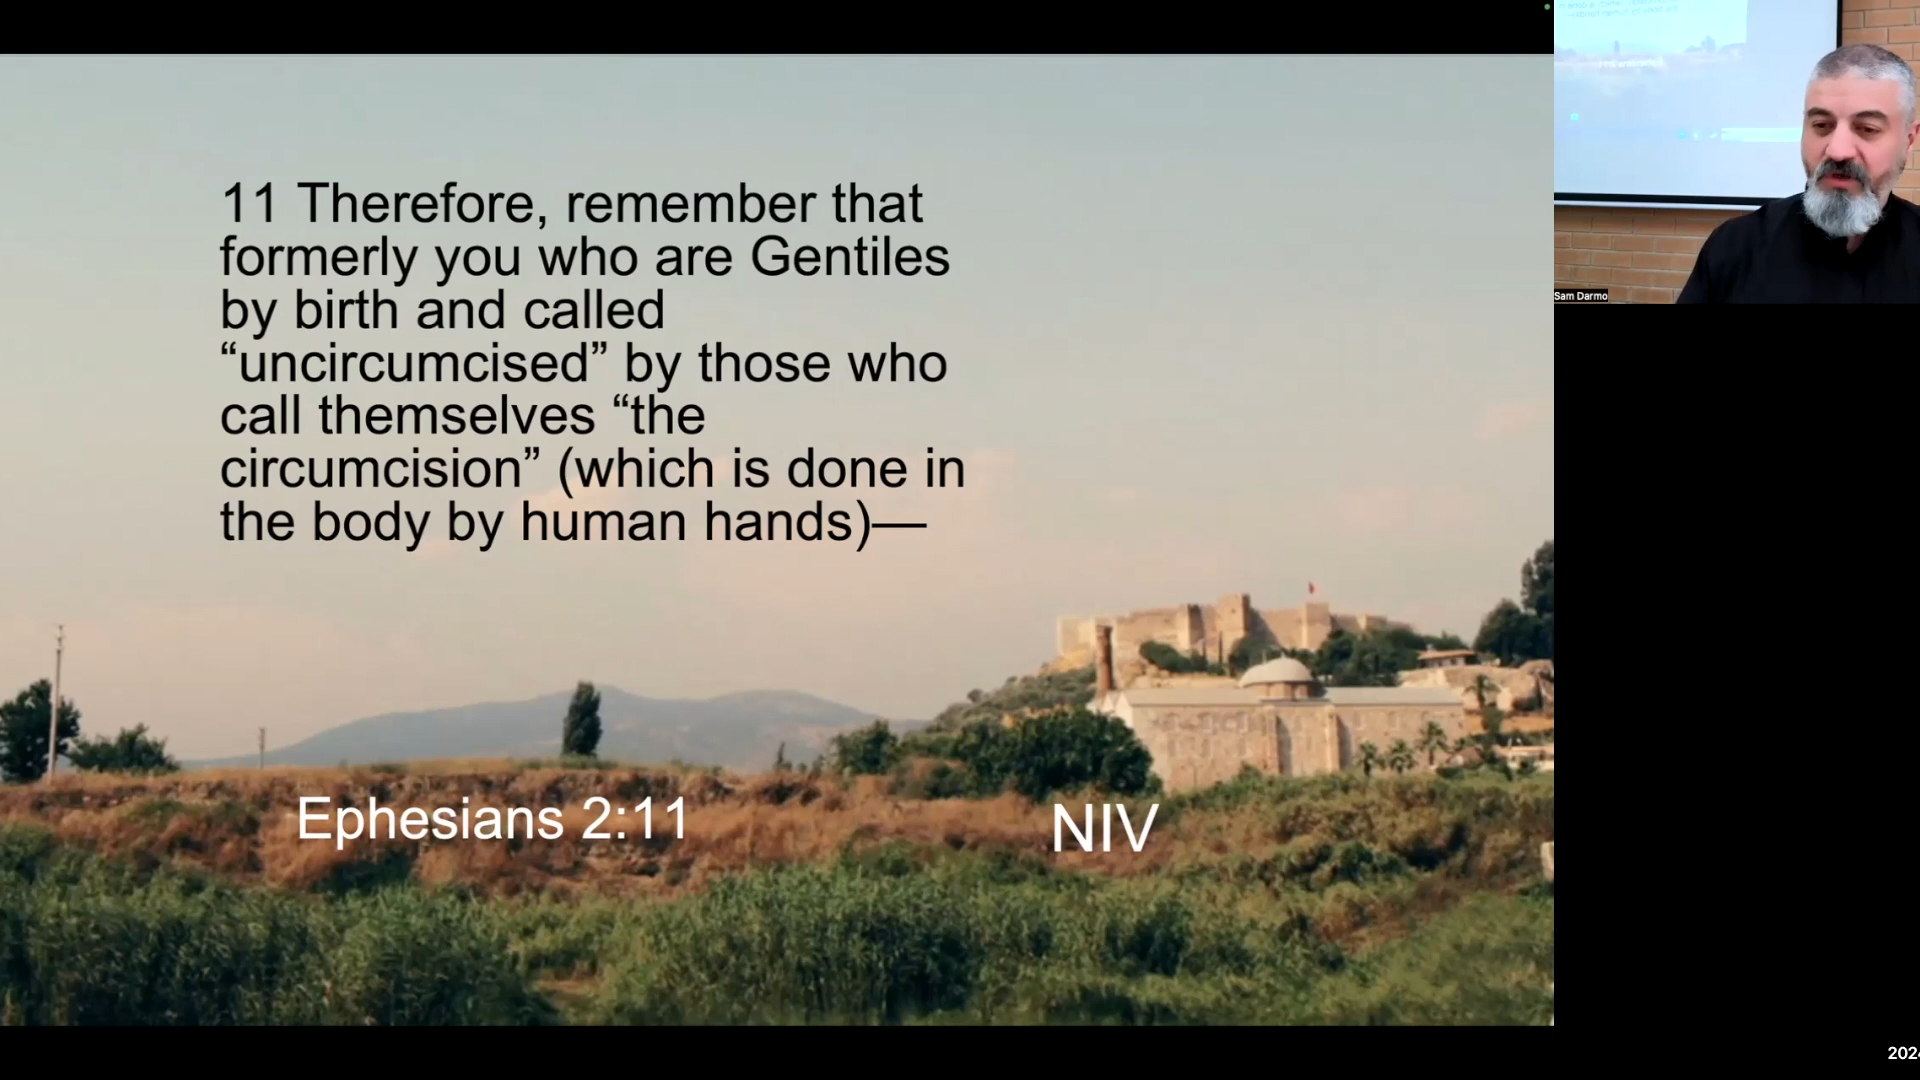 11 Therefore, remember that
formerly you who are Gentiles
by birth and called
“uncircumcised” by those who
call themselves “the
circumcision” (which is done in
the body by human hands)—
Ephesians 2:11
NIV
Sam Darmo